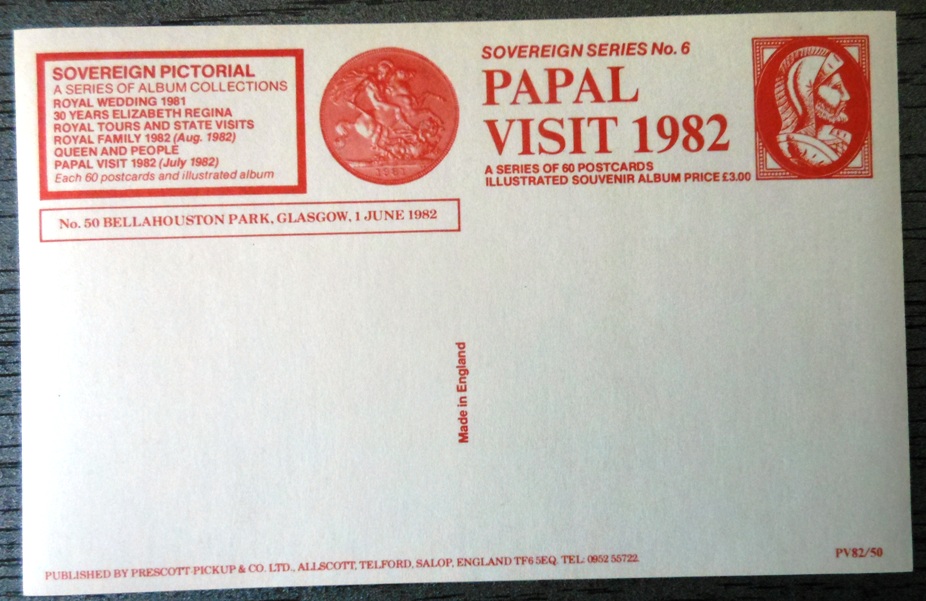 SOVEREIGN PICTORIAL
A SERIES OF ALBUM COLLECTIONS
ROYAL WEDDING 1981
30 YEARS ELIZABETH REGINA
ROYAL TOURS AND STATE VISITS
ROYAL FAMILY 1982 (Aug. 1982)
QUEEN AND PEOPLE
PAPAL VISIT 1982 (July 1982)
Each 60 postcards and illustrated album
1981
SOVEREIGN SERIES No. 6
PAPAL
VISIT 1982
A SERIES OF 60 POSTCARDS
ILLUSTRATED SOUVENIR ALBUM PRICE £3.00
No. 50 BELLAHOUSTON PARK, GLASGOW, 1 JUNE 1982
Made in England
PUBLISHED BY PRESCOTT-PICKUP & CO. LTD., ALLSCOTT, TELFORD, SALOP, ENGLAND TF6 5EQ. TEL: 0952 55722.
PV82/50